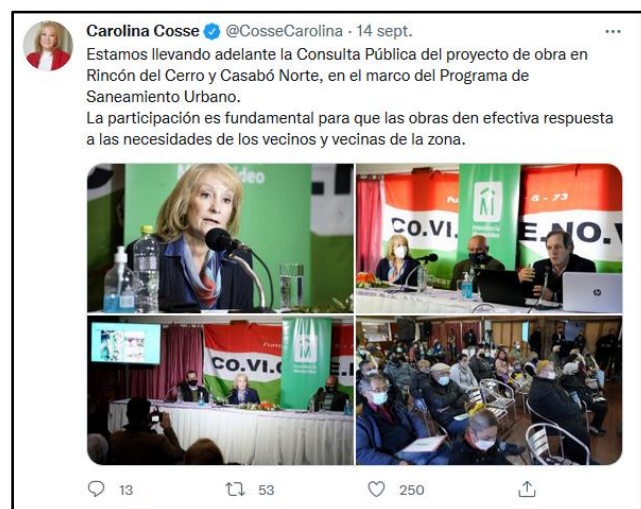 Carolina Cosse @CosseCarolina · 14 sept.
Estamos llevando adelante la Consulta Pública del proyecto de obra en
Rincón del Cerro y Casabó Norte, en el marco del Programa de
Saneamiento Urbano.
La participación es fundamental para que las obras den efectiva respuesta
a las necesidades de los vecinos y vecinas de la zona.
- 5 - 73
CO.VI.
E.NO.V
hp
CO.VI.
13 53 250